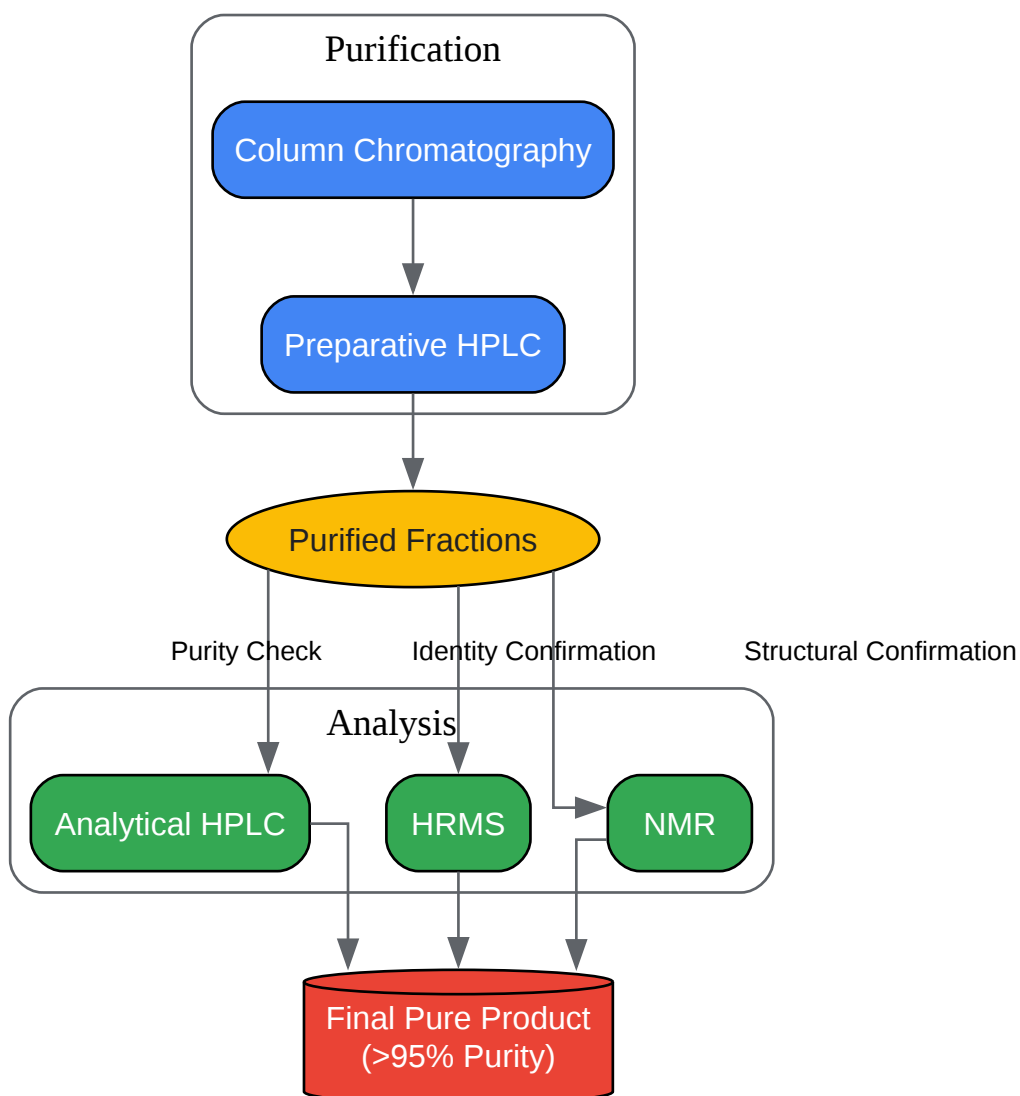 Purification
Column Chromatography
Preparative HPLC
Purified Fractions
Purity Check
Identity Confirmation
Structural Confirmation
Analysis
Analytical HPLC
HRMS
NMR
Final Pure Product
(>95% Purity)